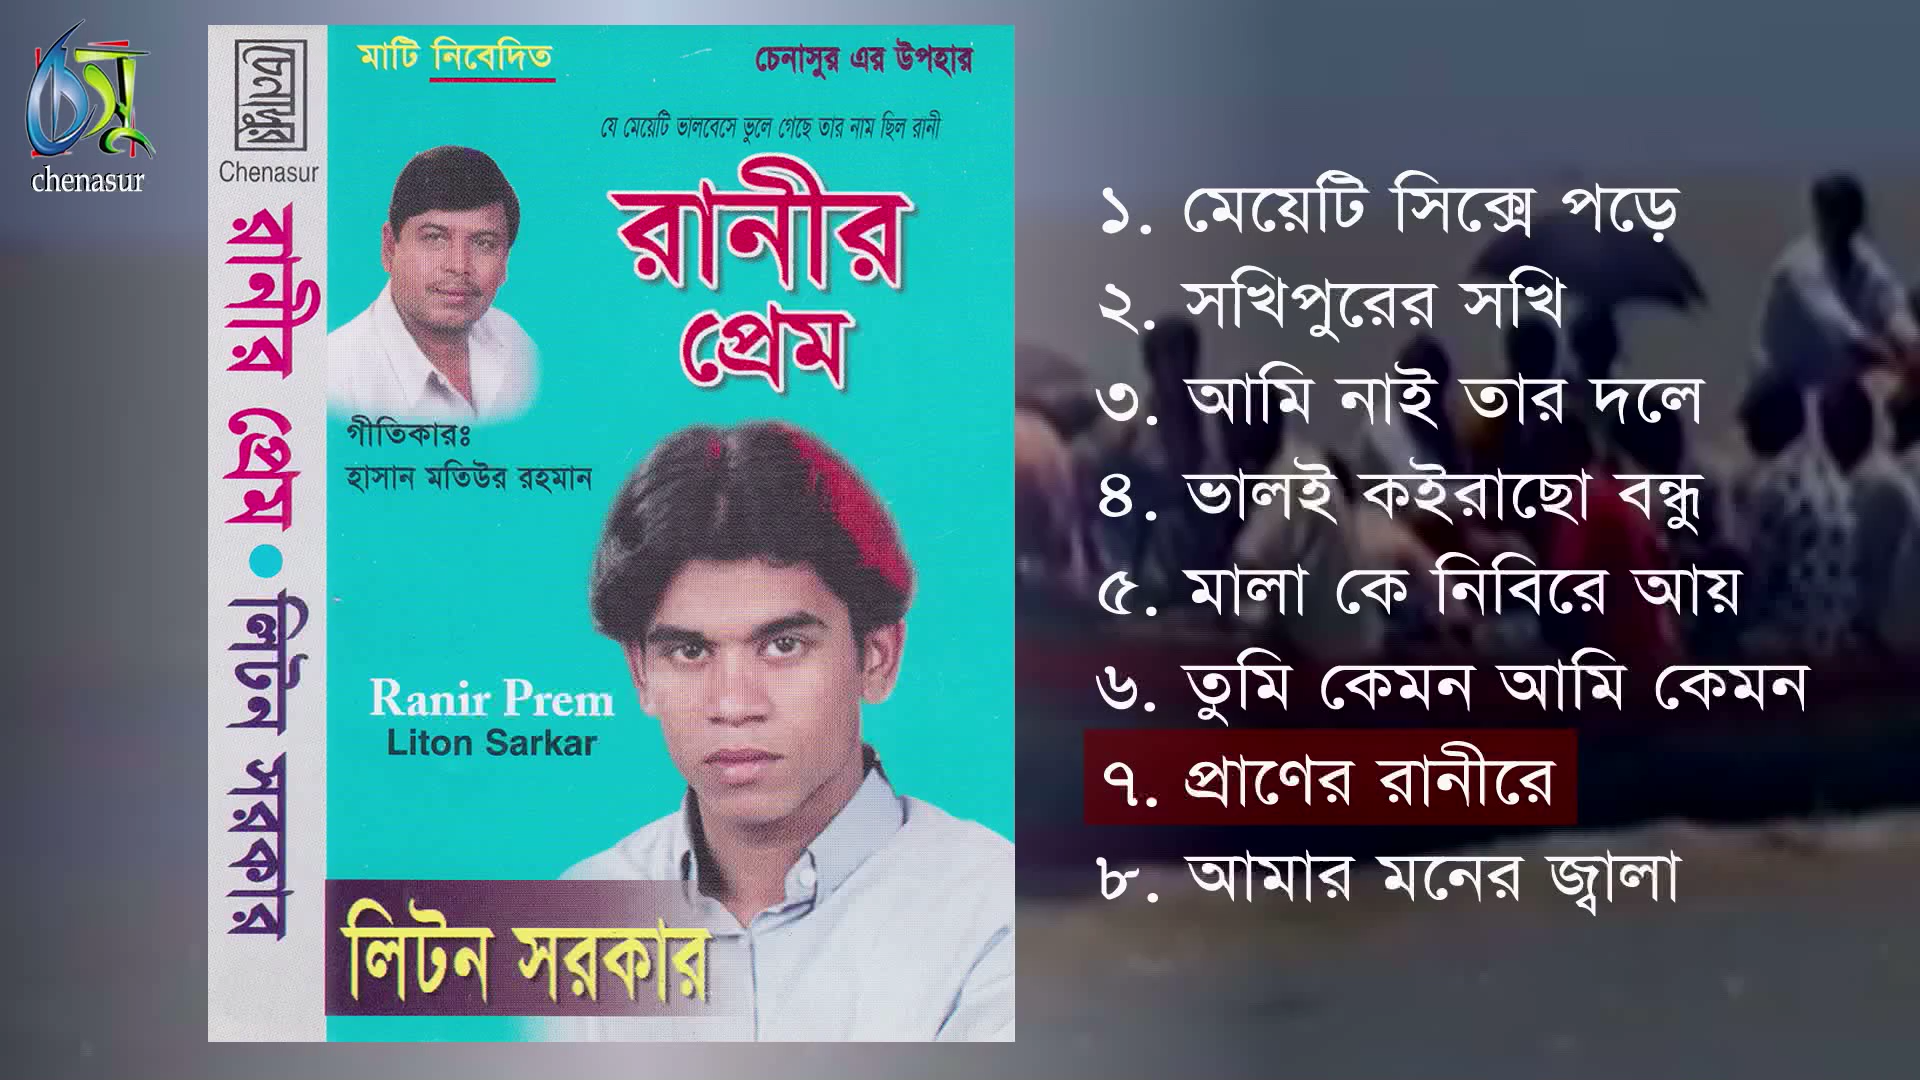 চেসু
chenasur
চেনাসুর
Chenasur
রানীর প্রেম • লিটন সরকার
মাটি নিবেদিত
চেনাসুর এর উপহার
যে মেয়েটি ভালবেসে ভুলে গেছে তার নাম ছিল রানী
রানীর
প্রেম
গীতিকারঃ
হাসান মতিউর রহমান
Ranir Prem
Liton Sarkar
লিটন সরকার
১. মেয়েটি সিক্সে পড়ে
২. সখিপুরের সখি
৩. আমি নাই তার দলে
৪. ভালই কইরাছো বন্ধু
৫. মালা কে নিবিরে আয়
৬. তুমি কেমন আমি কেমন
৭. প্রাণের রানীরে
৮. আমার মনের জ্বালা